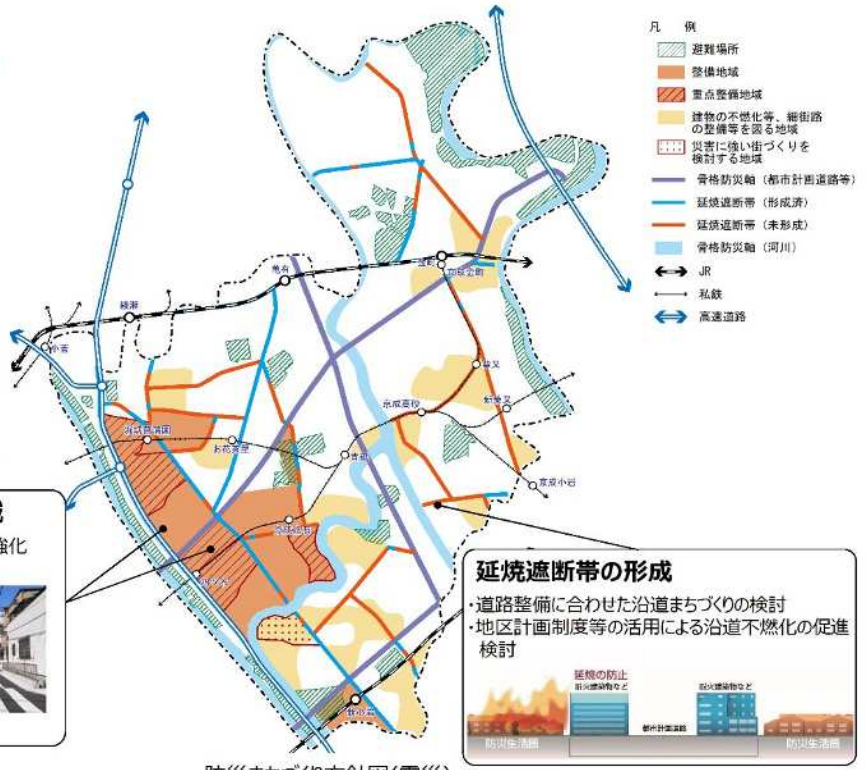 凡 例
避難場所
整備地域
重点整備地域
建物の不燃化等、細街路
の整備等を図る地域
災害に強い街づくりを
検討する地域
骨格防災軸（都市計画道路等）
延焼遮断帯（形成済）
延焼遮断帯（未形成）
骨格防災軸（河川）
JR
私鉄
高速道路
亀有
金町
京成金町
綾瀬
小菅
柴又
新柴又
京成高砂
堀切菖蒲園
お花茶屋
青砥
京成小岩
京成立石
四ツ木
新小岩
強化
延焼遮断帯の形成
・道路整備に合わせた沿道まちづくりの検討
・地区計画制度等の活用による沿道不燃化の促進
検討
延焼の防止
耐火建築物など
耐火建築物など
都市計画道路
防災生活圏
防災生活圏